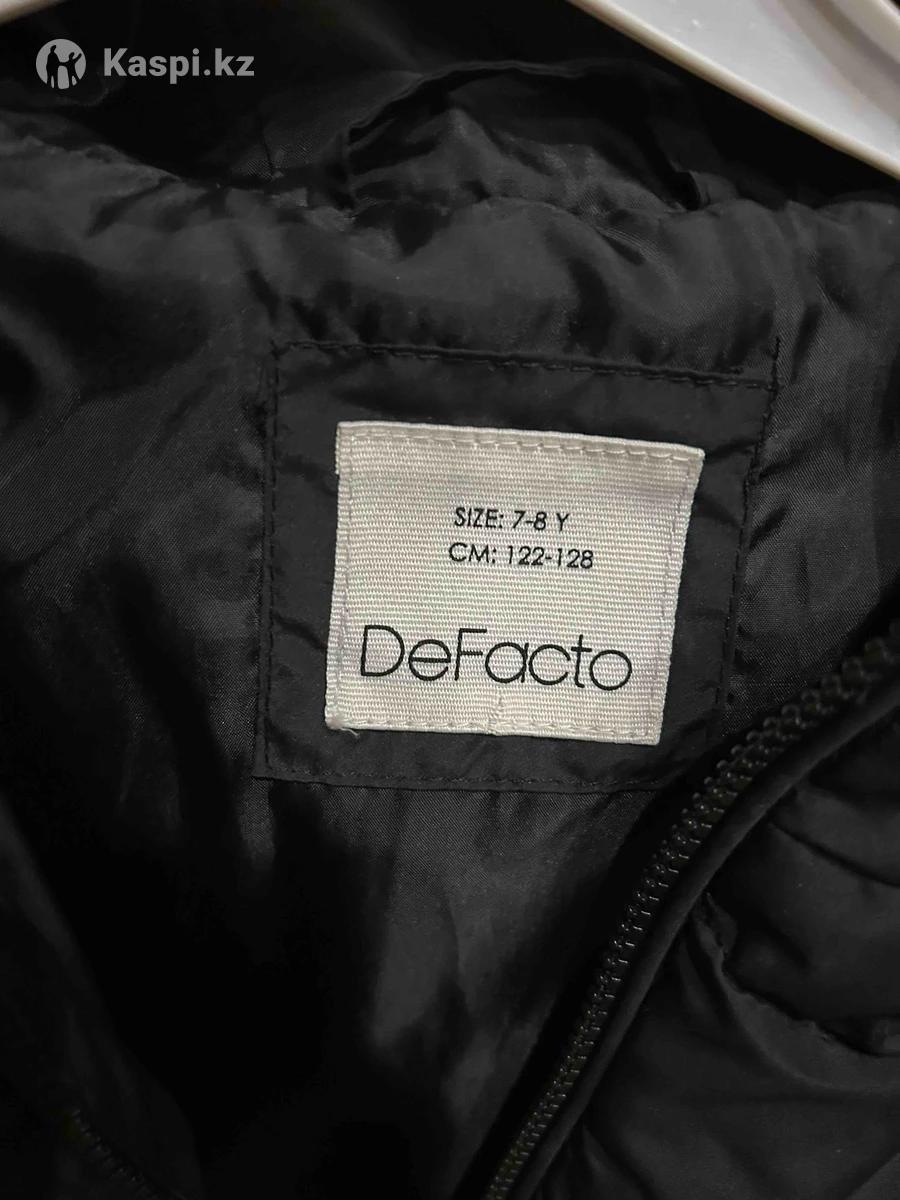 Kaspi.kz
SIZE: 7-8 Y
CM: 122-128
DeFacto